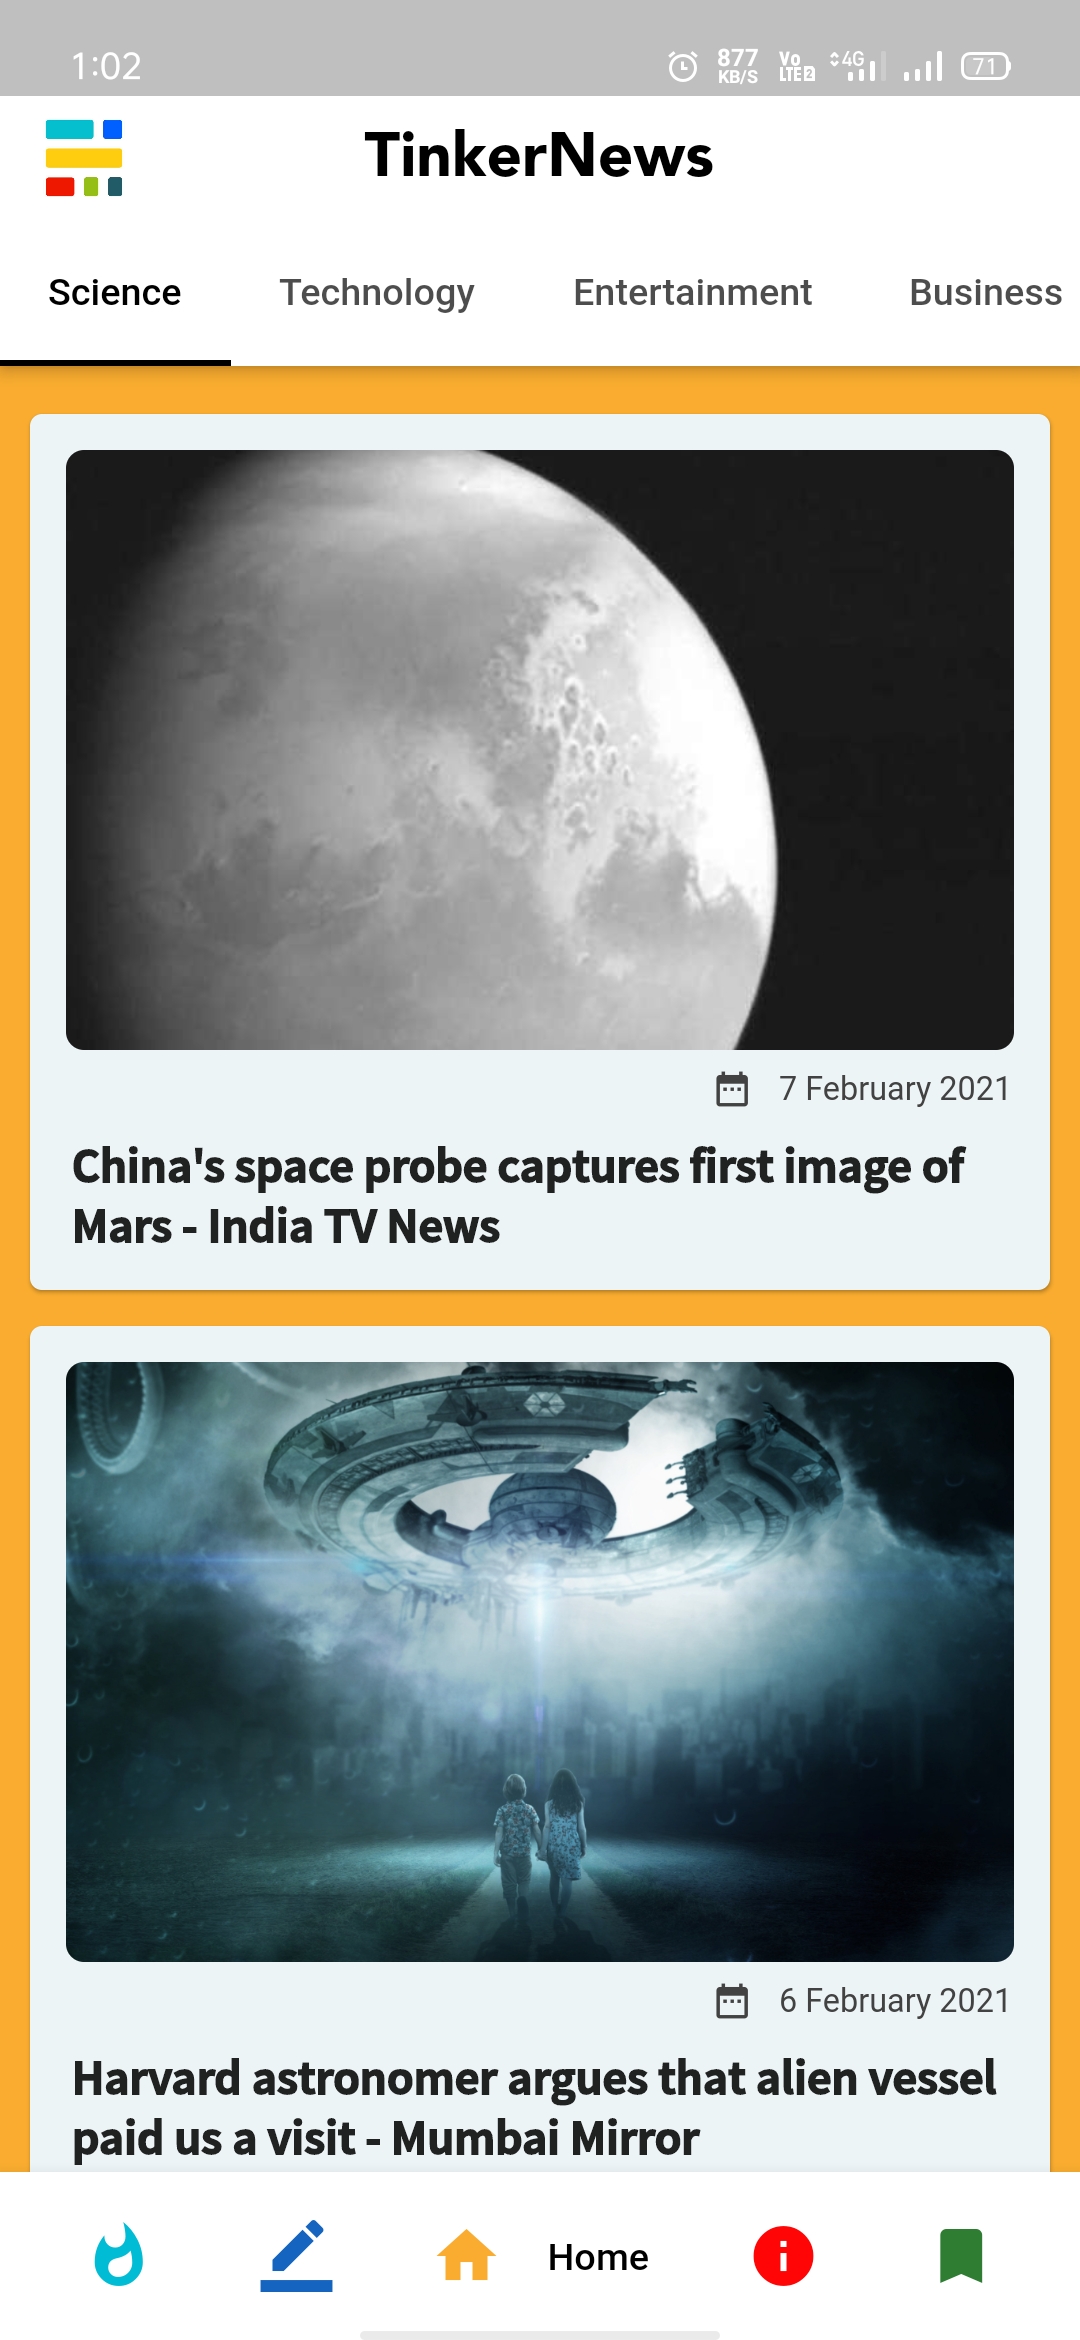 1:02
877
KB/S
Vo
LTE 2
4G
71
TinkerNews
Science Technology Entertainment Business
7 February 2021
China's space probe captures first image of
Mars - India TV News
6 February 2021
Harvard astronomer argues that alien vessel
paid us a visit - Mumbai Mirror
Home